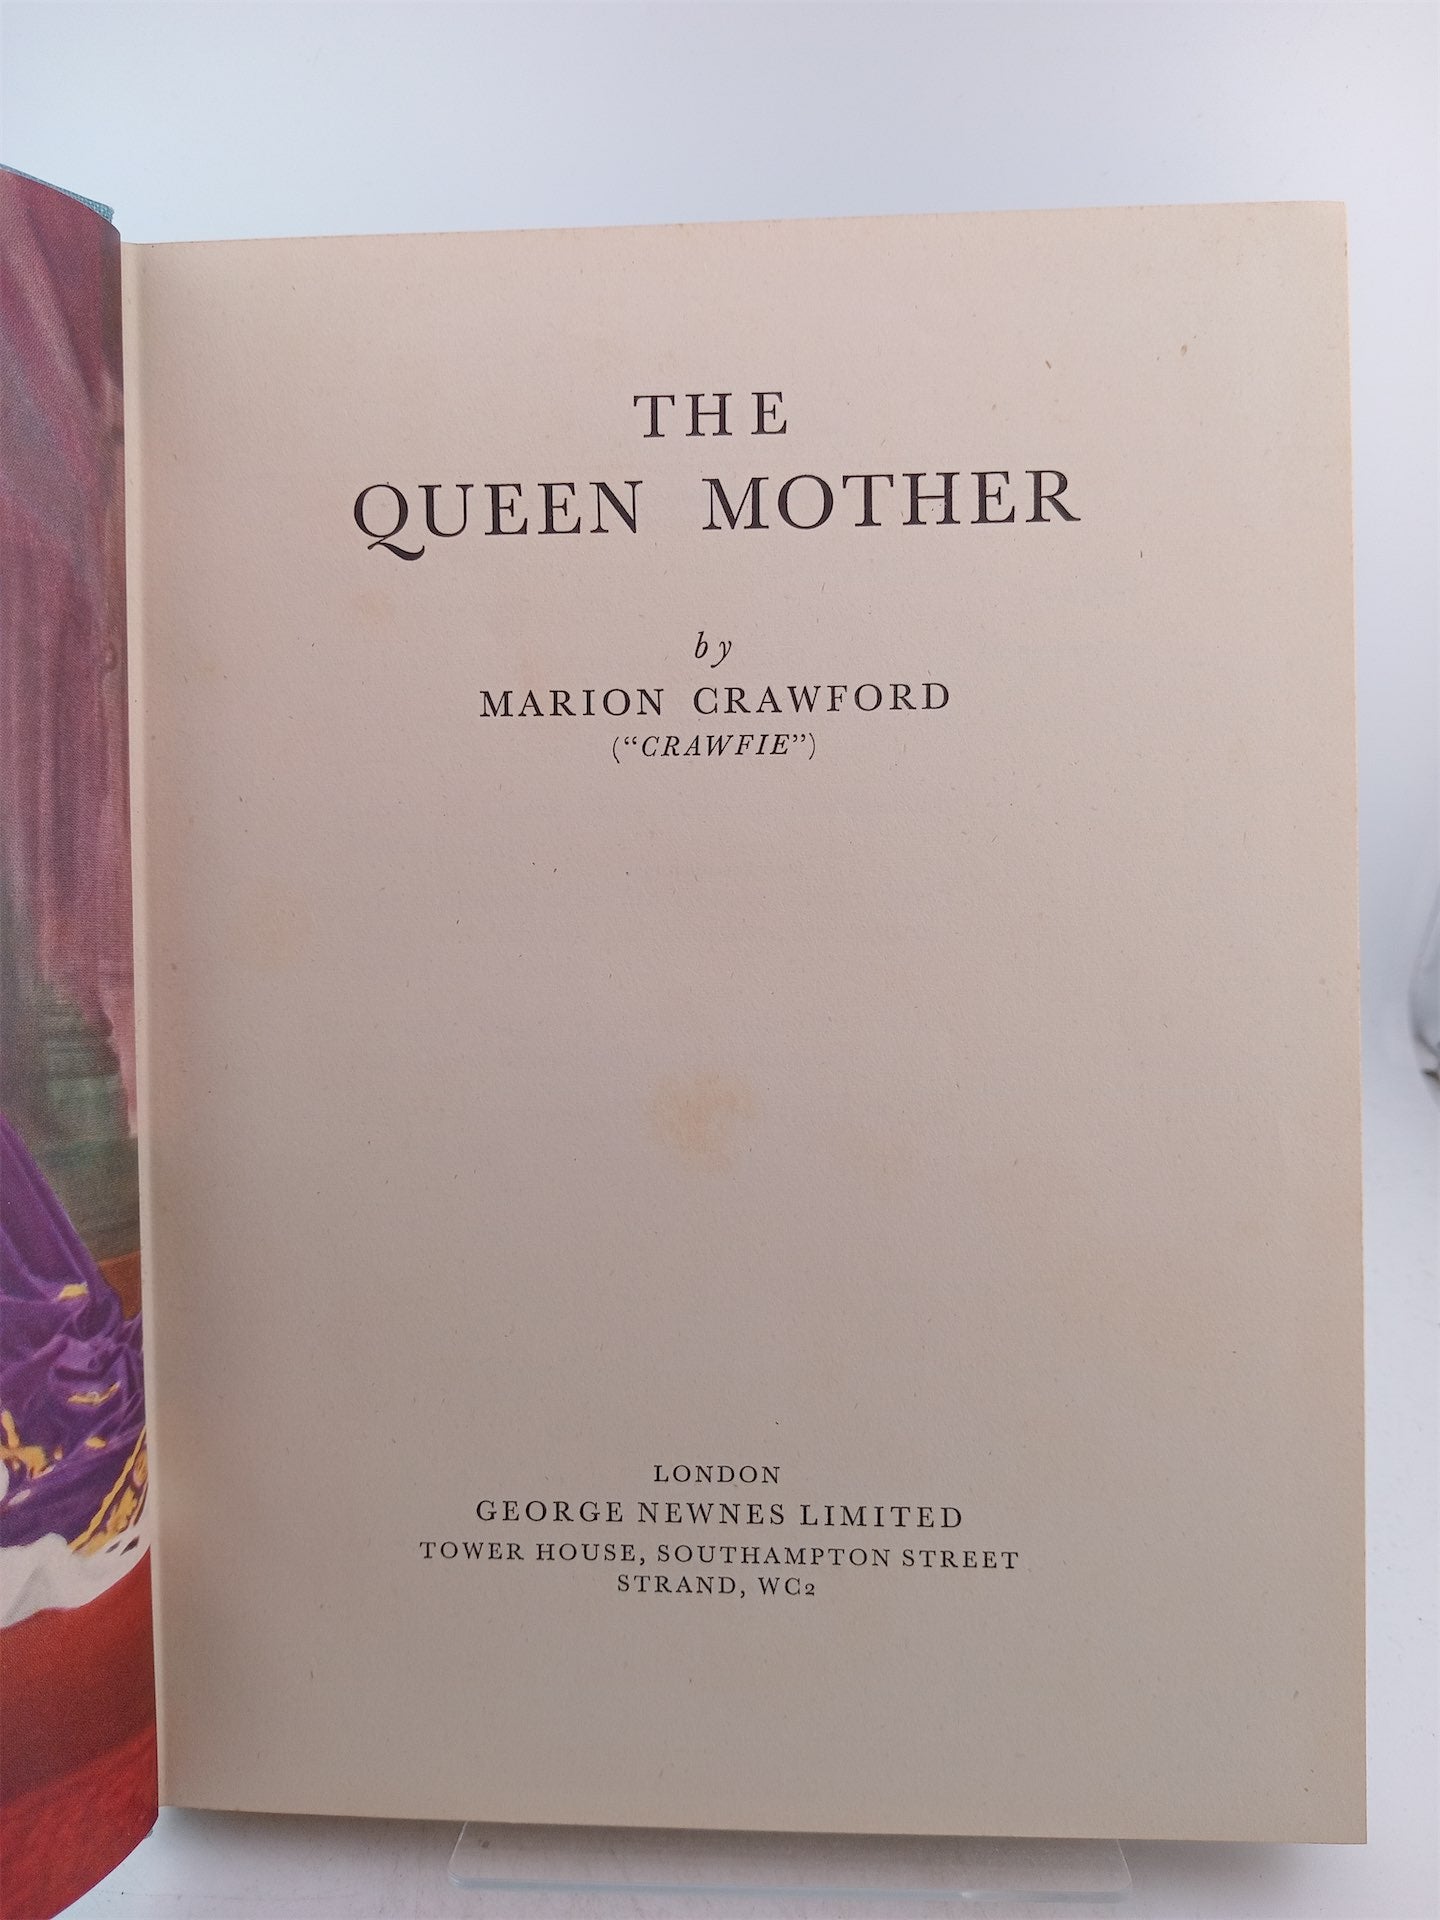 THE
QUEEN MOTHER
by
MARION CRAWFORD
(“CRAWFIE”)
LONDON
GEORGE NEWNES LIMITED
TOWER HOUSE, SOUTHAMPTON STREET
STRAND, WC2